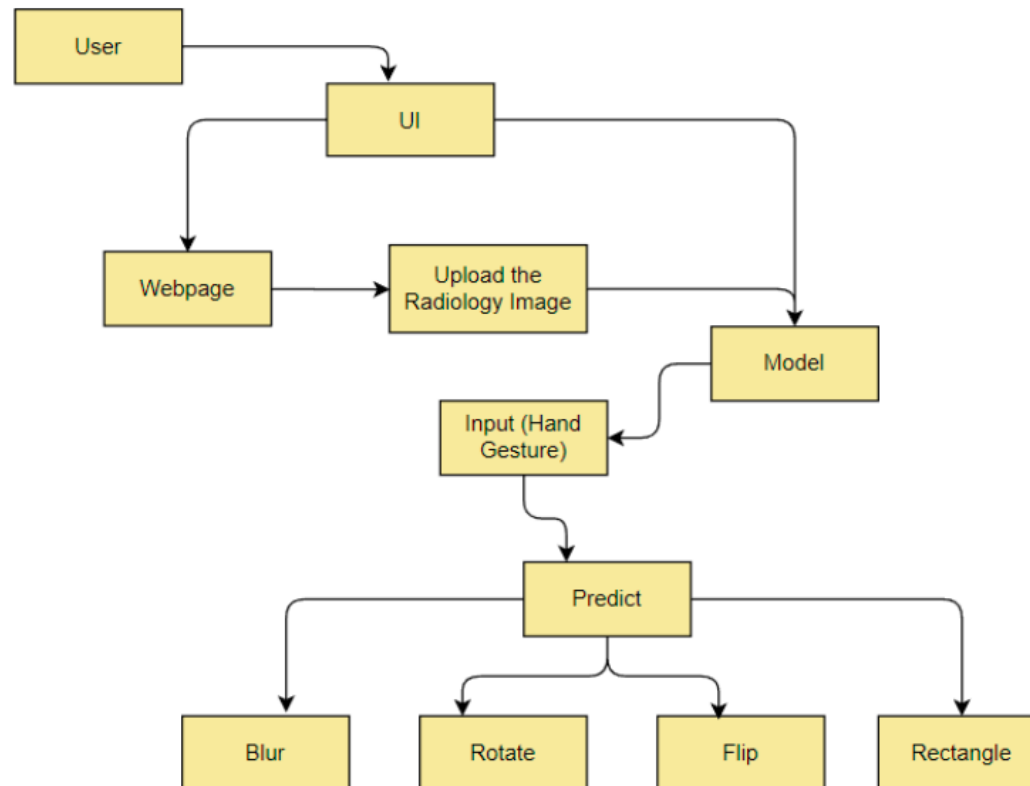 User
UI
Webpage
Upload the
Radiology Image
Model
Input (Hand
Gesture)
Predict
Blur
Rotate
Flip
Rectangle